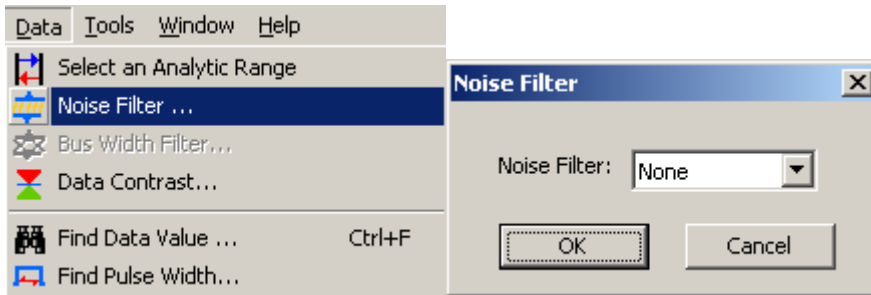 Data Tools Window Help
Select an Analytic Range
Noise Filter ...
Bus Width Filter...
Data Contrast...
Find Data Value ... Ctrl+F
Find Pulse Width...
Noise Filter
Noise Filter: None
OK Cancel